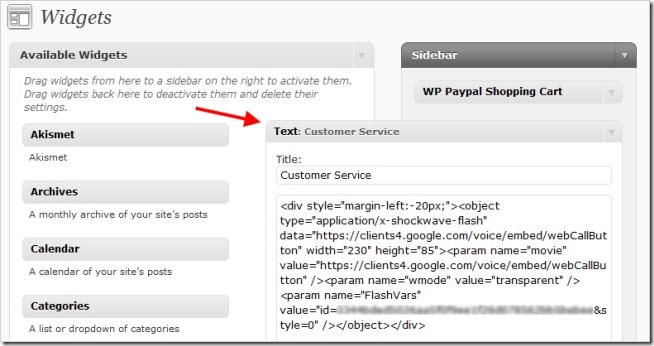 Widgets
Available Widgets
Drag widgets from here to a sidebar on the right to activate them.
Drag widgets back here to deactivate them and delete their
settings.
Akismet
Akismet
Archives
A monthly archive of your site's posts
Calendar
A calendar of your site's posts
Categories
A list or dropdown of categories
Sidebar
WP Paypal Shopping Cart
Text: Customer Service
Title:
Customer Service
<div style="margin-left:-20px;"><object
type="application/x-shockwave-flash"
data="https://clients4.google.com/voice/embed/webCallBut
ton" width="230" height="85"><param name="movie"
value="https://clients4.google.com/voice/embed/webCallBu
tton" /><param name="wmode" value="transparent" />
<param name="FlashVars"
value="id=&s
tyle=0" /></object></div>